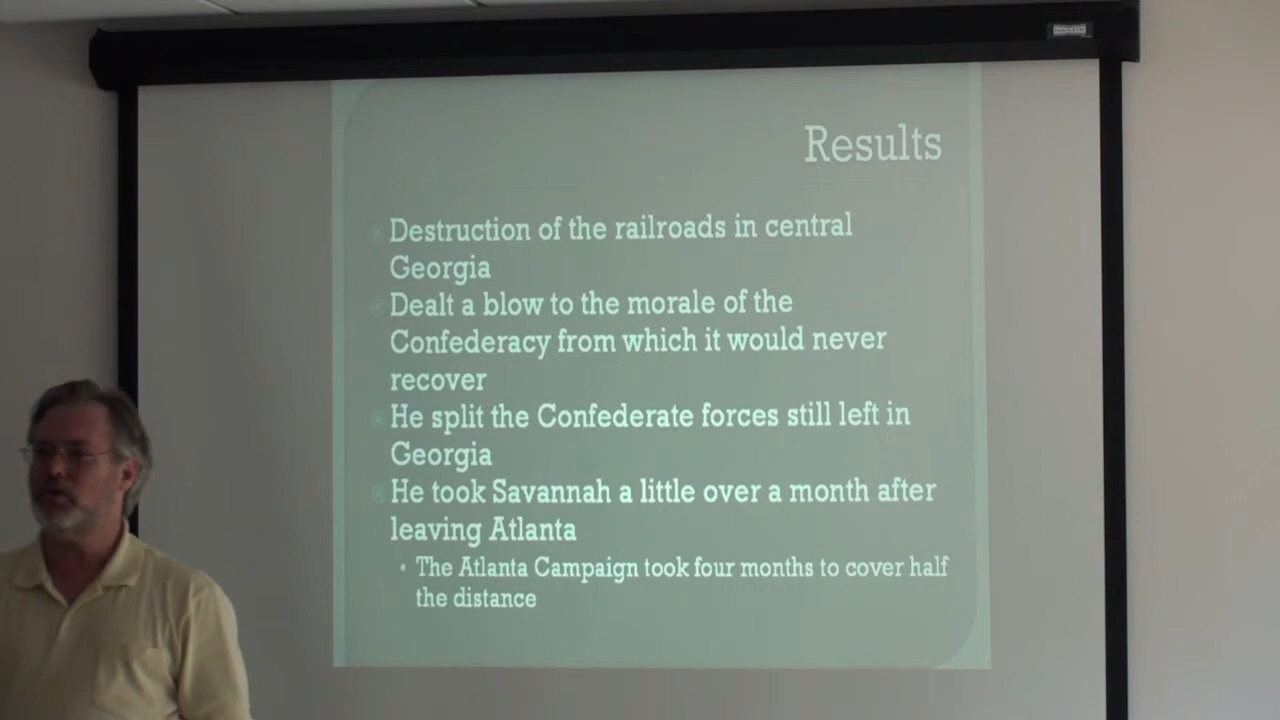 Results
Destruction of the railroads in central
Georgia
Dealt a blow to the morale of the
Confederacy from which it would never
recover
He split the Confederate forces still left in
Georgia
He took Savannah a little over a month after
leaving Atlanta
• The Atlanta Campaign took four months to cover half
the distance